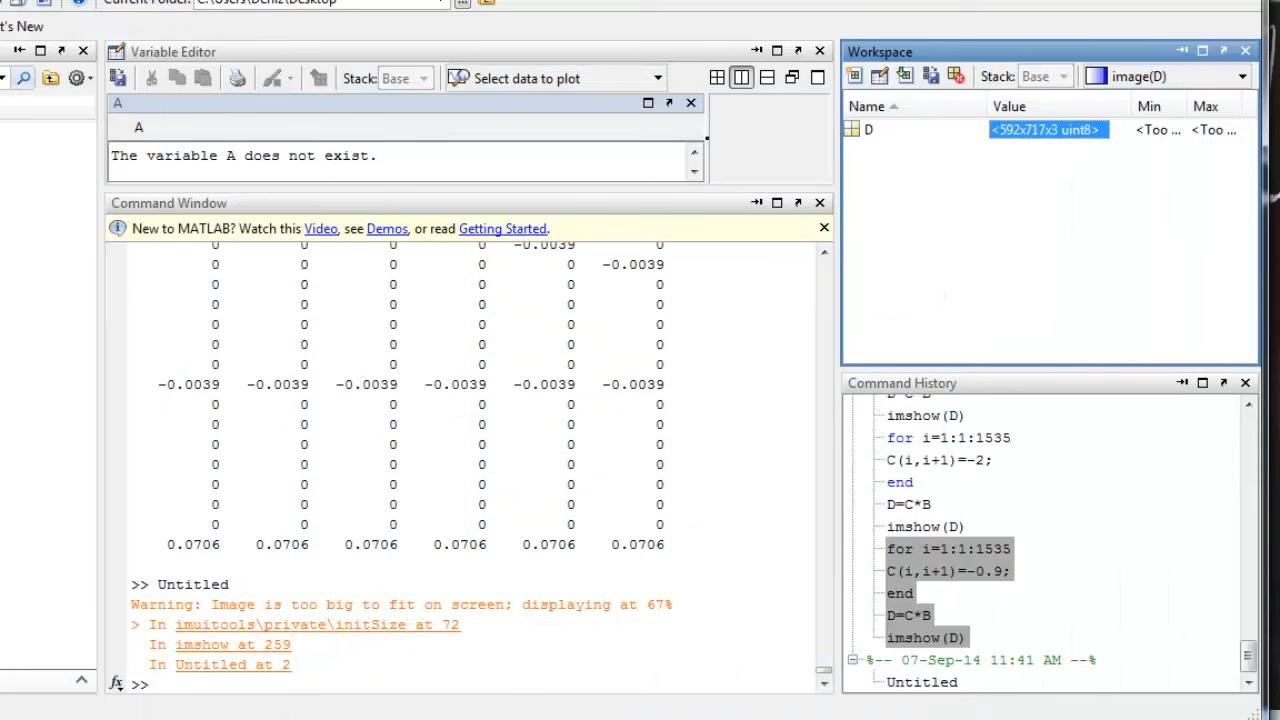 Current Folder: C:\Users\Deniz\Desktop
t's New
Variable Editor
Stack: Base
Select data to plot
A
A
The variable A does not exist.
Command Window
New to MATLAB? Watch this Video, see Demos, or read Getting Started.
0 0 0 0 -0.0039 0
0 0 0 0 0 -0.0039
0 0 0 0 0 0
0 0 0 0 0 0
0 0 0 0 0 0
0 0 0 0 0 0
0 0 0 0 0 0
-0.0039 -0.0039 -0.0039 -0.0039 -0.0039 -0.0039
0 0 0 0 0 0
0 0 0 0 0 0
0 0 0 0 0 0
0 0 0 0 0 0
0 0 0 0 0 0
0 0 0 0 0 0
0 0 0 0 0 0
0.0706 0.0706 0.0706 0.0706 0.0706 0.0706
>> Untitled
Warning: Image is too big to fit on screen; displaying at 67%
> In imuitools\private\initSize at 72
In imshow at 259
In Untitled at 2
fx >>
Workspace
Stack: Base
image(D)
Name Value Min Max
D <592x717x3 uint8> <Too ... <Too ...
Command History
D=C*B
imshow(D)
for i=1:1:1535
C(i,i+1)=-2;
end
D=C*B
imshow(D)
for i=1:1:1535
C(i,i+1)=-0.9;
end
D=C*B
imshow(D)
%-- 07-Sep-14 11:41 AM --%
Untitled